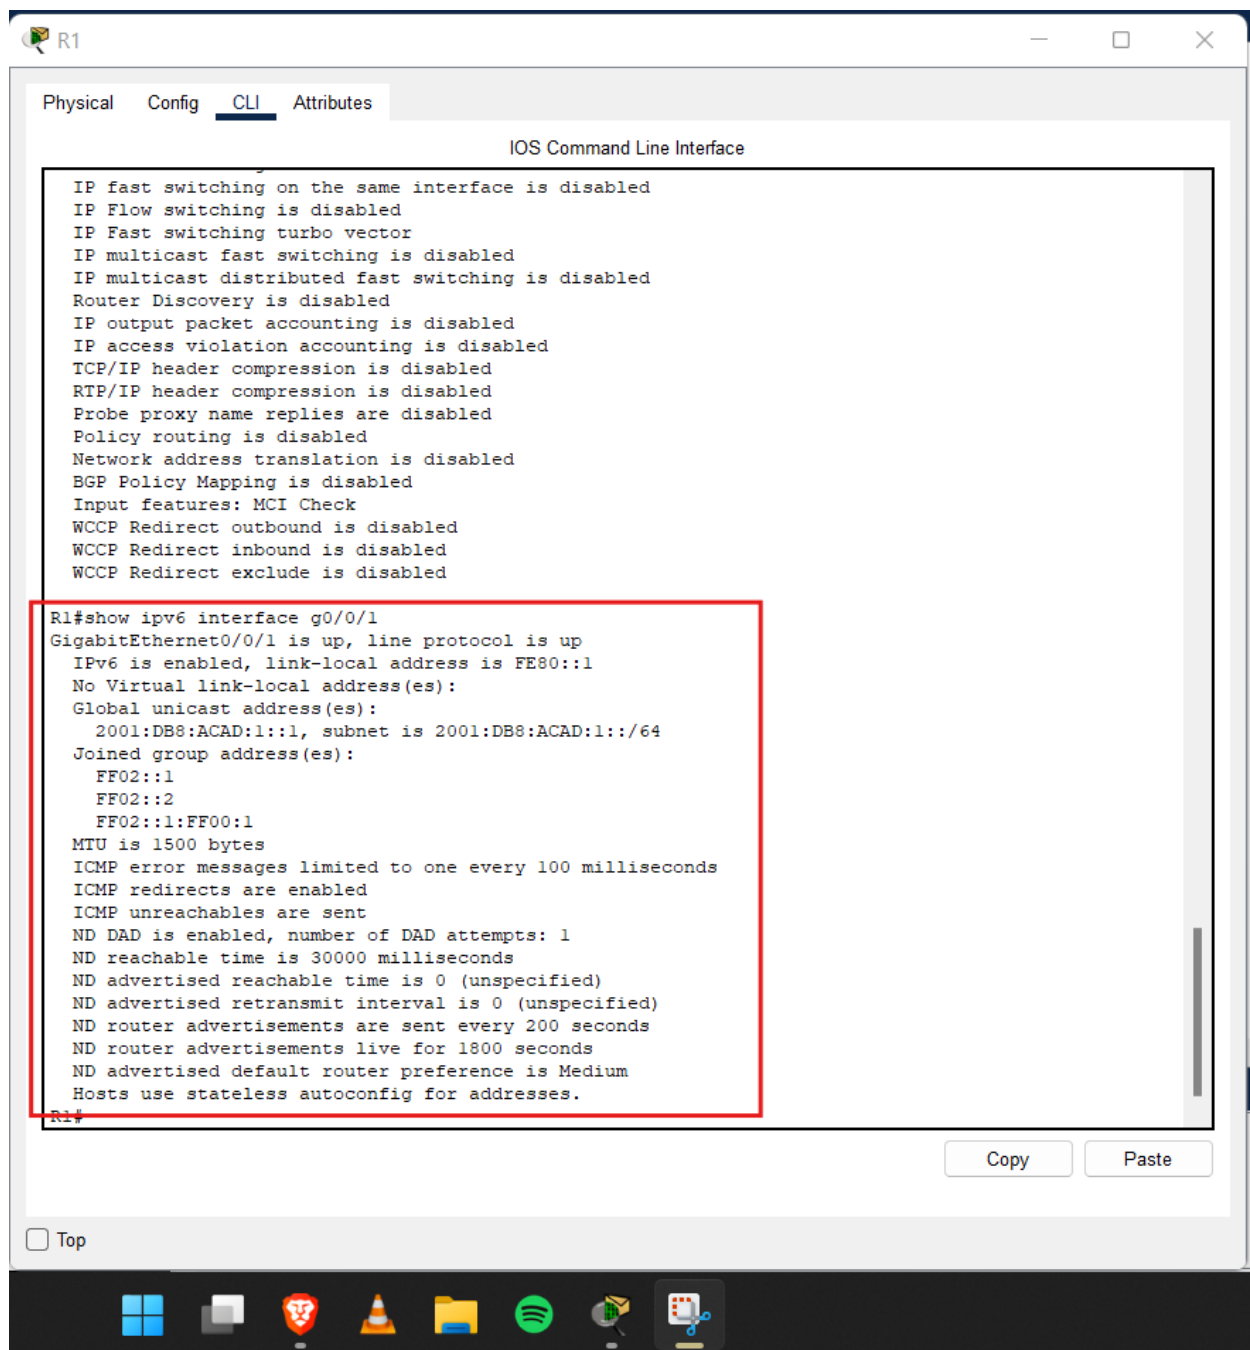 R1
Physical Config CLI Attributes
IOS Command Line Interface
IP fast switching on the same interface is disabled
IP Flow switching is disabled
IP Fast switching turbo vector
IP multicast fast switching is disabled
IP multicast distributed fast switching is disabled
Router Discovery is disabled
IP output packet accounting is disabled
IP access violation accounting is disabled
TCP/IP header compression is disabled
RTP/IP header compression is disabled
Probe proxy name replies are disabled
Policy routing is disabled
Network address translation is disabled
BGP Policy Mapping is disabled
Input features: MCI Check
WCCP Redirect outbound is disabled
WCCP Redirect inbound is disabled
WCCP Redirect exclude is disabled
R1#show ipv6 interface g0/0/1
GigabitEthernet0/0/1 is up, line protocol is up
IPv6 is enabled, link-local address is FE80::1
No Virtual link-local address(es):
Global unicast address(es):
2001:DB8:ACAD:1::1, subnet is 2001:DB8:ACAD:1::/64
Joined group address(es):
FF02::1
FF02::2
FF02::1:FF00:1
MTU is 1500 bytes
ICMP error messages limited to one every 100 milliseconds
ICMP redirects are enabled
ICMP unreachables are sent
ND DAD is enabled, number of DAD attempts: 1
ND reachable time is 30000 milliseconds
ND advertised reachable time is 0 (unspecified)
ND advertised retransmit interval is 0 (unspecified)
ND router advertisements are sent every 200 seconds
ND router advertisements live for 1800 seconds
ND advertised default router preference is Medium
Hosts use stateless autoconfig for addresses.
R1#
Copy Paste
Top